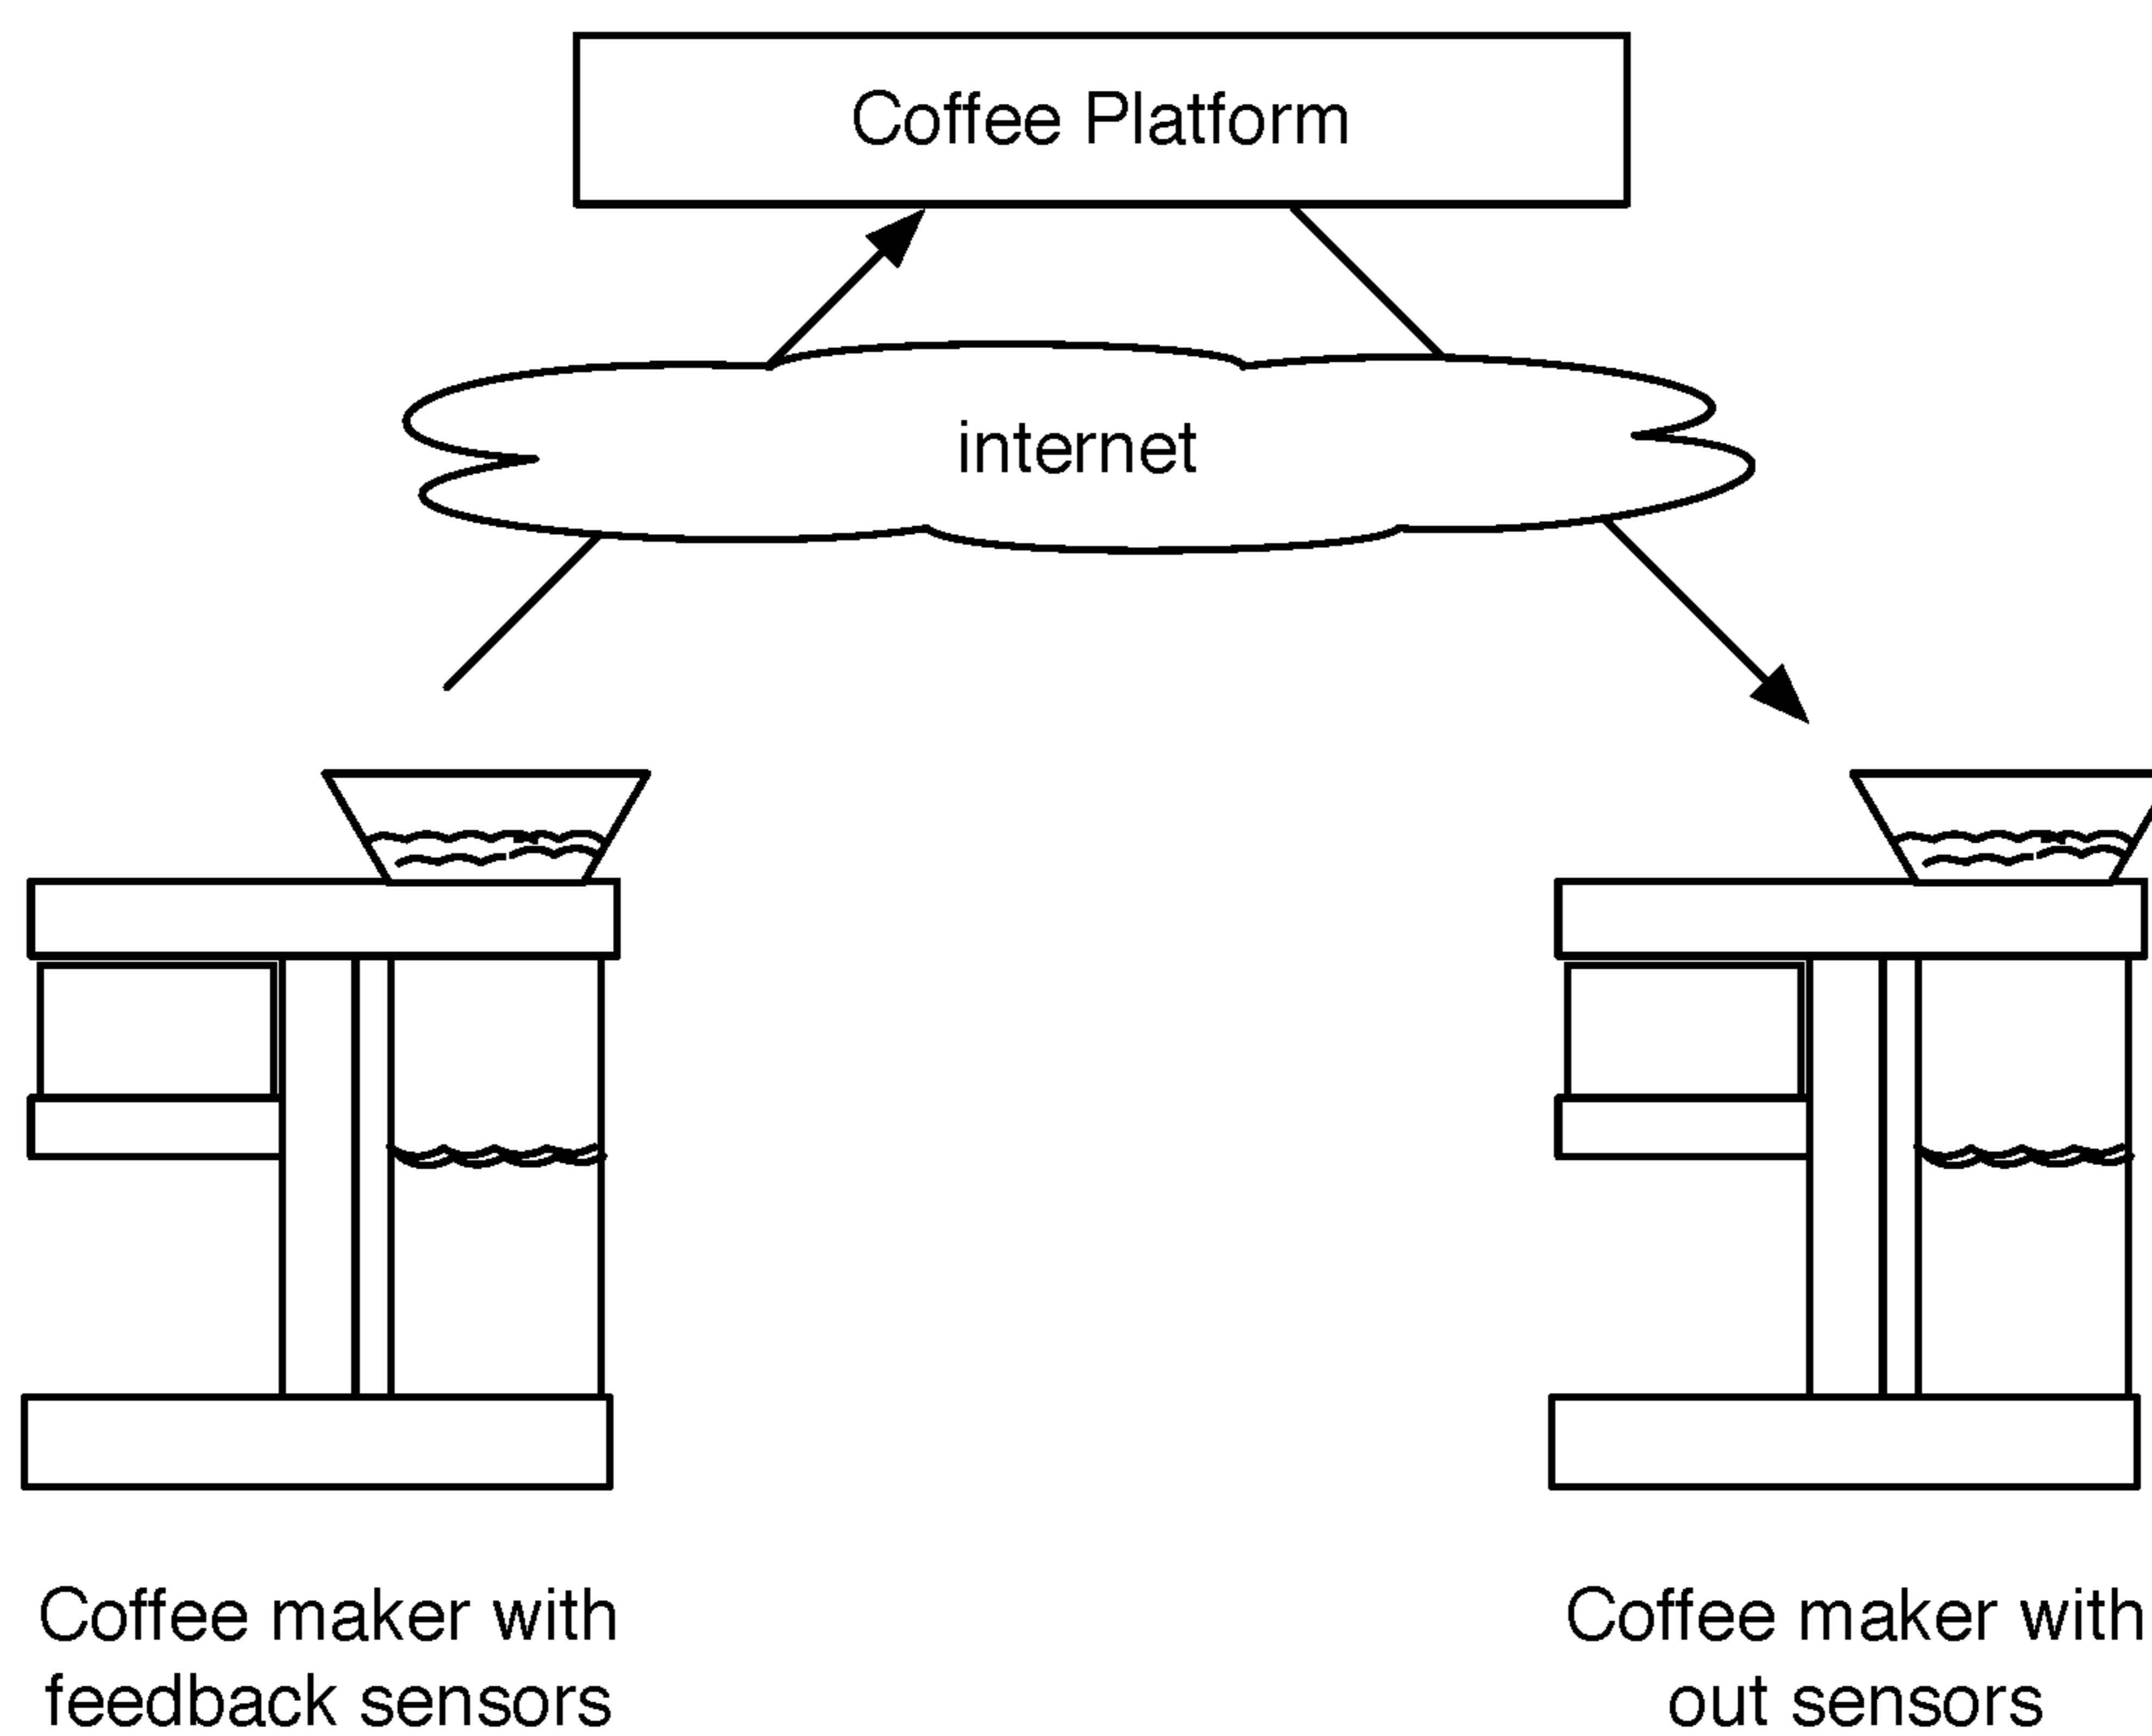 Coffee Platform
internet
Coffee maker with
feedback sensors
Coffee maker with
out sensors